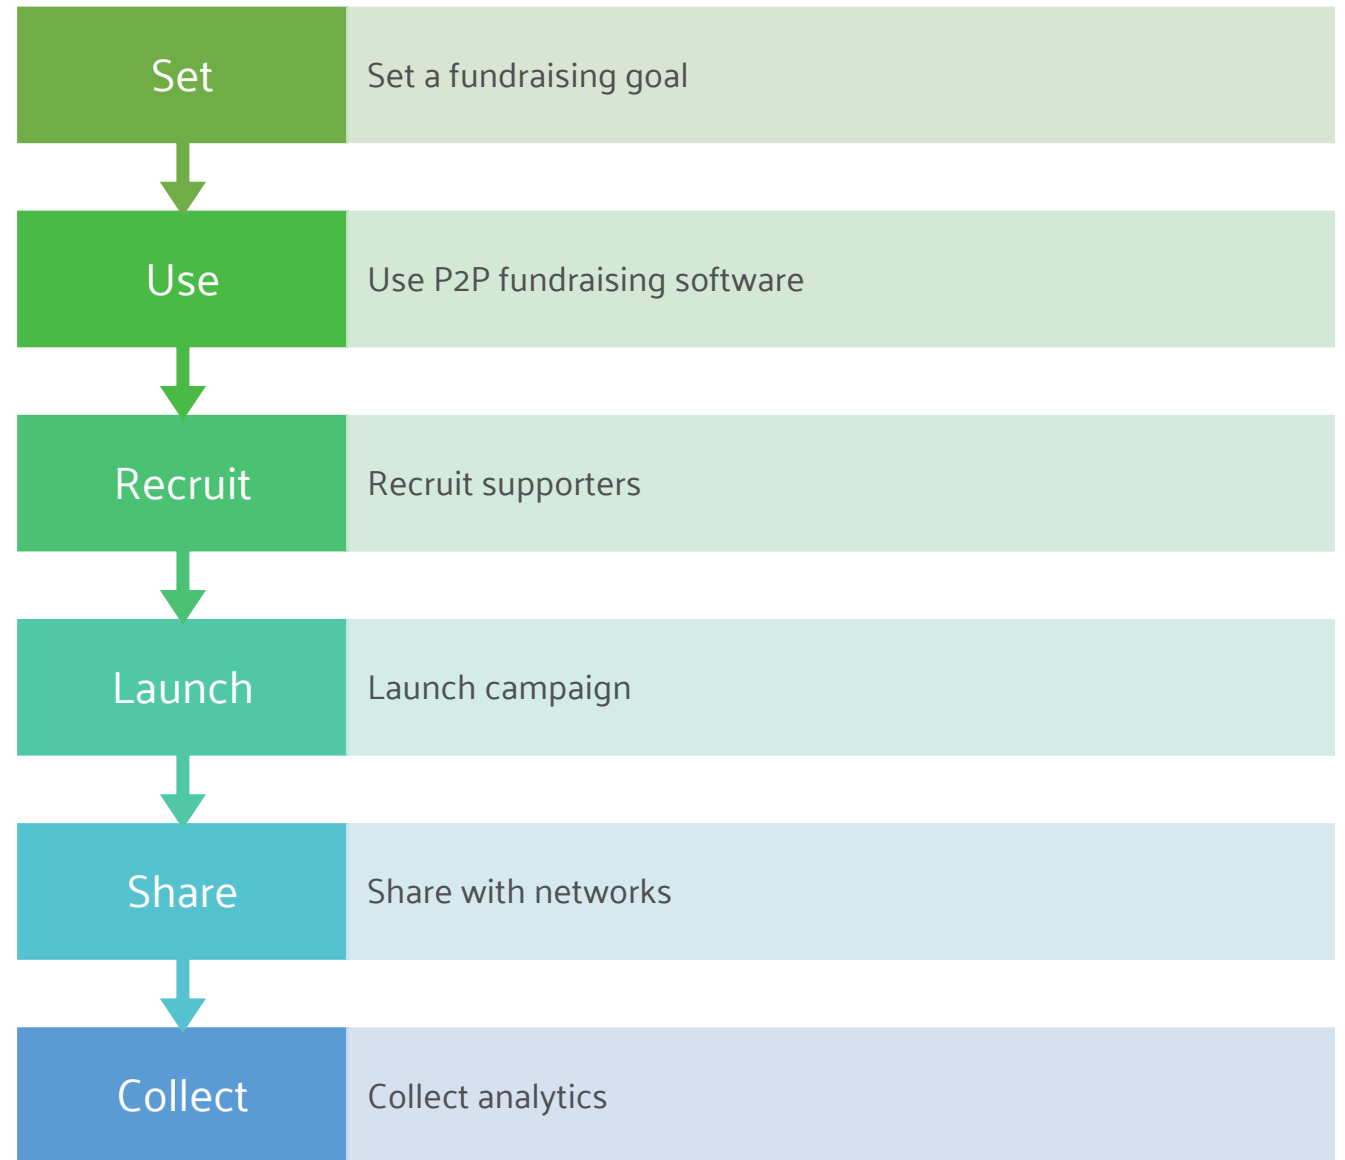 Set
Set a fundraising goal
Use
Use P2P fundraising software
Recruit
Recruit supporters
Launch
Launch campaign
Share
Share with networks
Collect
Collect analytics